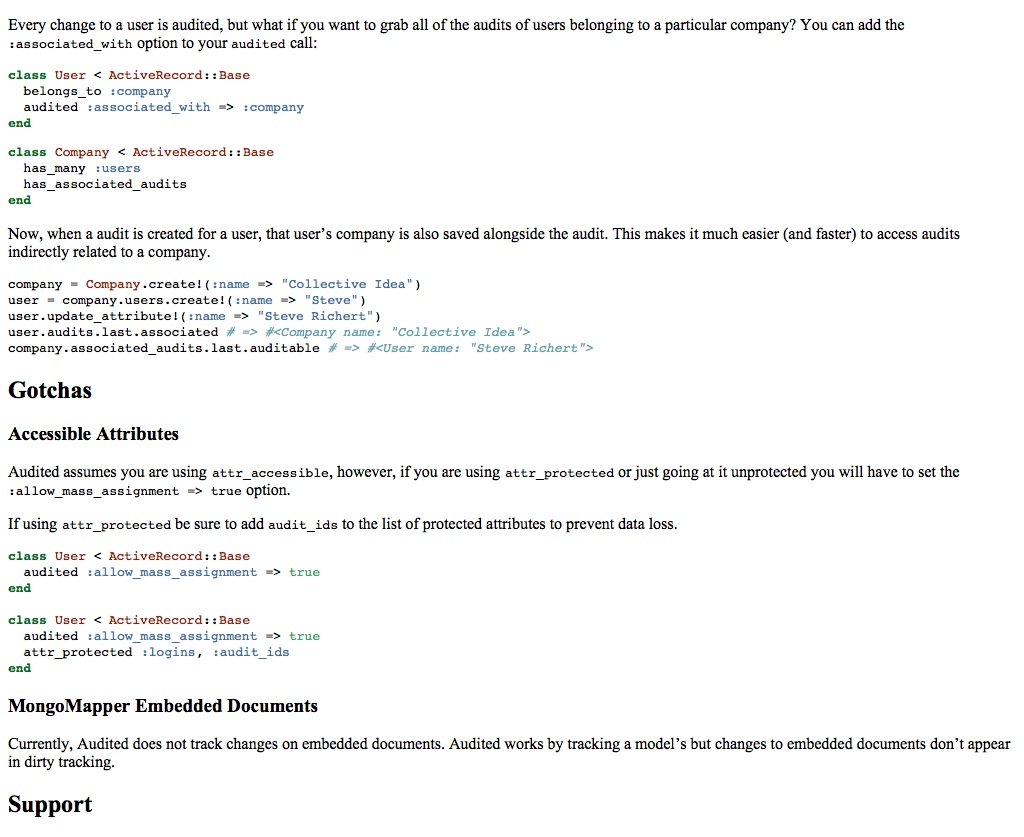 Every change to a user is audited, but what if you want to grab all of the audits of users belonging to a particular company? You can add the
:associated_with option to your audited call:
class User < ActiveRecord::Base
  belongs_to :company
  audited :associated_with => :company
end
class Company < ActiveRecord::Base
  has_many :users
  has_associated_audits
end
Now, when a audit is created for a user, that user’s company is also saved alongside the audit. This makes it much easier (and faster) to access audits
indirectly related to a company.
company = Company.create!(:name => "Collective Idea")
user = company.users.create!(:name => "Steve")
user.update_attribute!(:name => "Steve Richert")
user.audits.last.associated # => #<Company name: "Collective Idea">
company.associated_audits.last.auditable # => #<User name: "Steve Richert">
Gotchas
Accessible Attributes
Audited assumes you are using attr_accessible, however, if you are using attr_protected or just going at it unprotected you will have to set the
:allow_mass_assignment => true option.
If using attr_protected be sure to add audit_ids to the list of protected attributes to prevent data loss.
class User < ActiveRecord::Base
  audited :allow_mass_assignment => true
end
class User < ActiveRecord::Base
  audited :allow_mass_assignment => true
  attr_protected :logins, :audit_ids
end
MongoMapper Embedded Documents
Currently, Audited does not track changes on embedded documents. Audited works by tracking a model’s but changes to embedded documents don’t appear
in dirty tracking.
Support